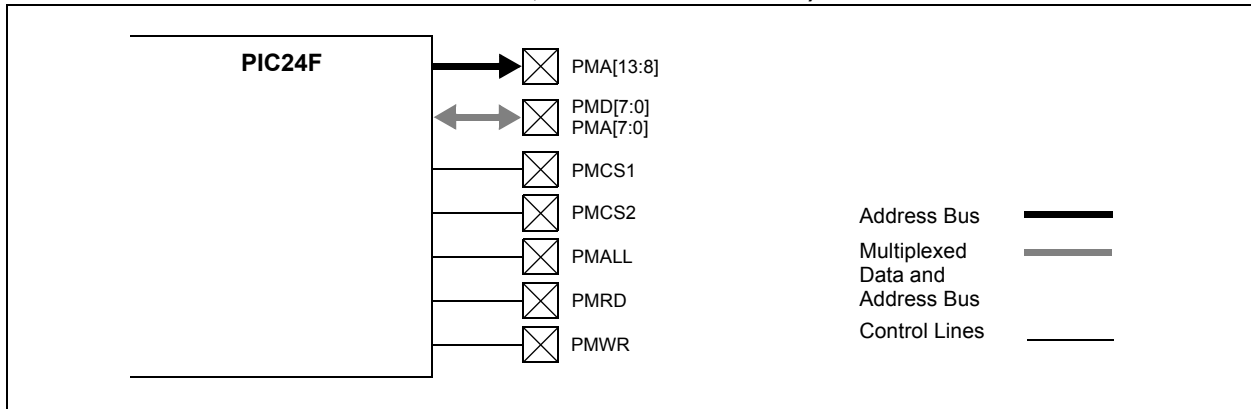 PIC24F
PMA[13:8]
PMD[7:0]
PMA[7:0]
PMCS1
PMCS2
PMALL
PMRD
PMWR
Address Bus
Multiplexed
Data and
Address Bus
Control Lines